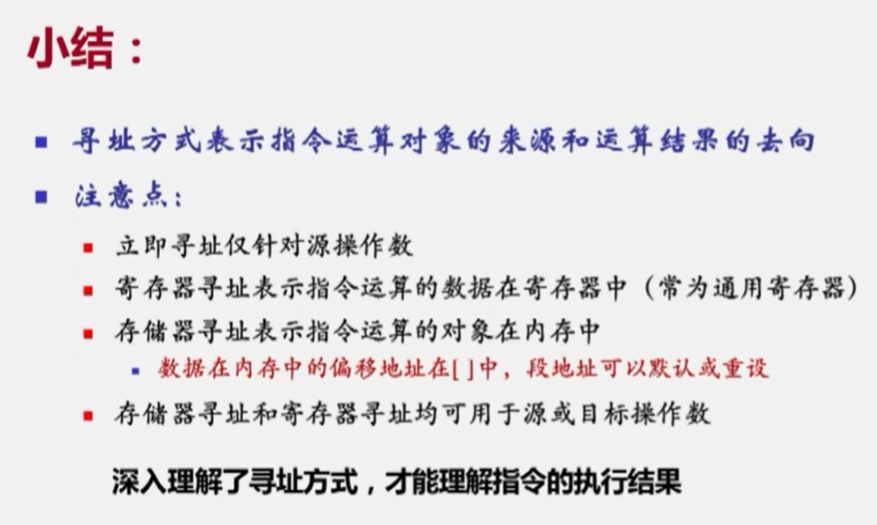 小结：
寻址方式表示指令运算对象的来源和运算结果的去向
注意点：
立即寻址仅针对源操作数
寄存器寻址表示指令运算的数据在寄存器中（常为通用寄存器）
存储器寻址表示指令运算的对象在内存中
数据在内存中的偏移地址在[ ]中，段地址可以默认或重设
存储器寻址和寄存器寻址均可用于源或目标操作数
深入理解了寻址方式，才能理解指令的执行结果